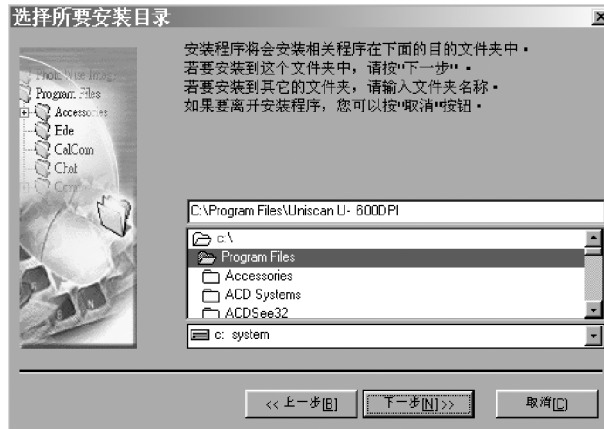 选择所要安装目录
安装程序将会安装相关程序在下面的目的文件夹中。
若要安装到这个文件夹中，请按"下一步"。
若要安装到其它的文件夹，请输入文件夹名称。
如果要离开安装程序，您可以按"取消"按钮。
Program Files
Accessories
Ede
CalCom
Chat
C:\Program Files\Uniscan U- 600DPI
c:\
Program Files
Accessories
ACD Systems
ACDSee32
c: system
<< 上一步[B]
下一步[N]>>
取消[C]